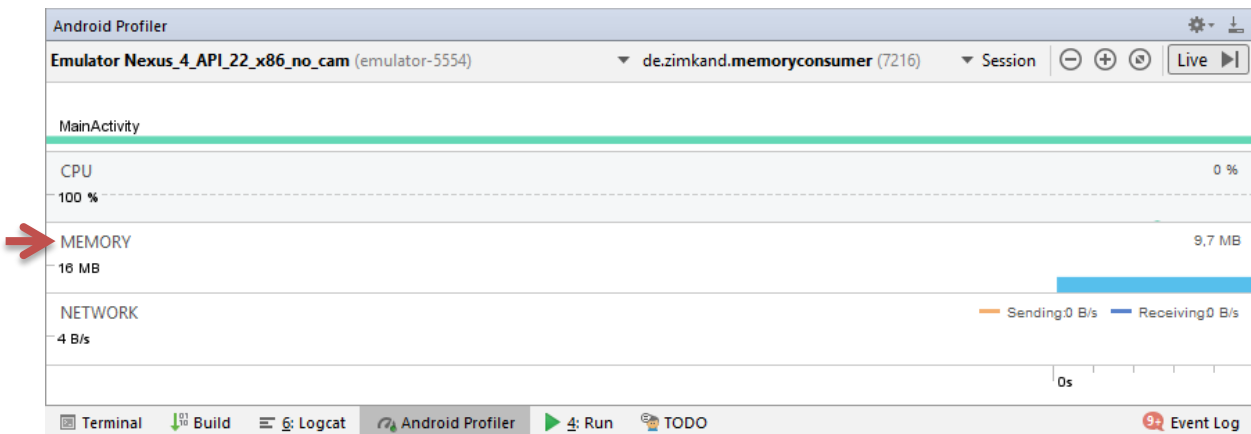 Android Profiler
Emulator Nexus_4_API_22_x86_no_cam (emulator-5554) de.zimkand.memoryconsumer (7216) Session Live
MainActivity
CPU 0 %
100 %
MEMORY 9,7 MB
16 MB
NETWORK Sending:0 B/s Receiving:0 B/s
4 B/s
0s
Terminal Build 6: Logcat Android Profiler 4: Run TODO 9+ Event Log